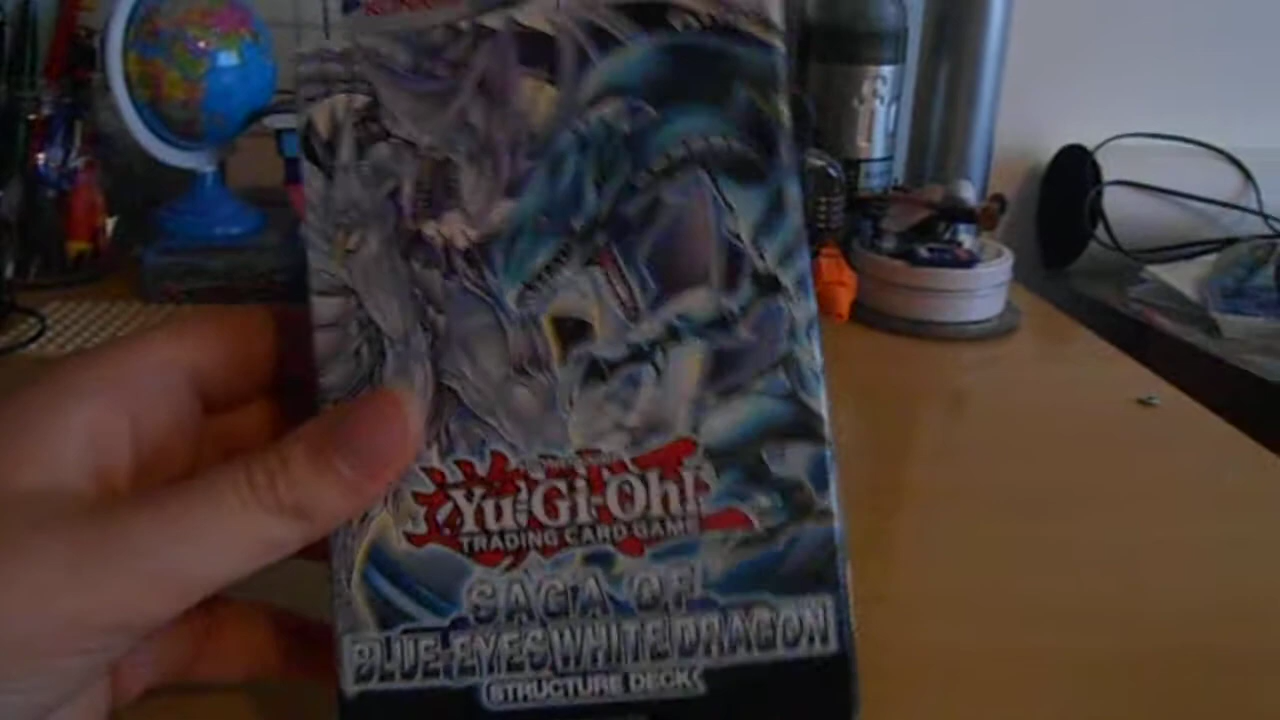 Yu-Gi-Oh!
TRADING CARD GAME
SAGA OF
BLUE-EYES WHITE DRAGON
STRUCTURE DECK